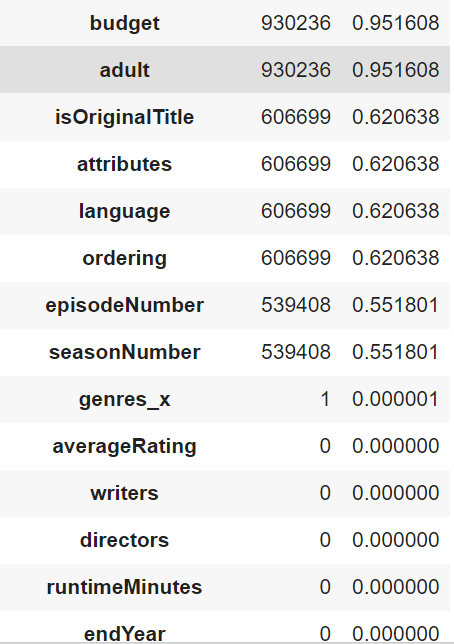 budget 930236 0.951608
adult 930236 0.951608
isOriginalTitle 606699 0.620638
attributes 606699 0.620638
language 606699 0.620638
ordering 606699 0.620638
episodeNumber 539408 0.551801
seasonNumber 539408 0.551801
genres_x 1 0.000001
averageRating 0 0.000000
writers 0 0.000000
directors 0 0.000000
runtimeMinutes 0 0.000000
endYear 0 0.000000